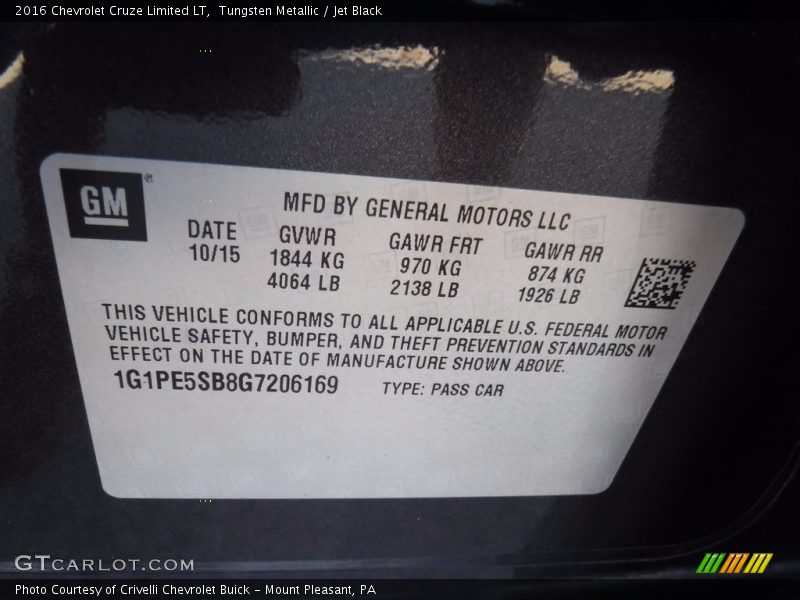 2016 Chevrolet Cruze Limited LT,  Tungsten Metallic / Jet Black
GM®
MFD BY GENERAL MOTORS LLC
DATE GVWR GAWR FRT GAWR RR
10/15 1844 KG 970 KG 874 KG
4064 LB 2138 LB 1926 LB
THIS VEHICLE CONFORMS TO ALL APPLICABLE U.S. FEDERAL MOTOR
VEHICLE SAFETY, BUMPER, AND THEFT PREVENTION STANDARDS IN
EFFECT ON THE DATE OF MANUFACTURE SHOWN ABOVE.
1G1PE5SB8G7206169 TYPE: PASS CAR
GTCARLOT.COM
Photo Courtesy of Crivelli Chevrolet Buick – Mount Pleasant, PA